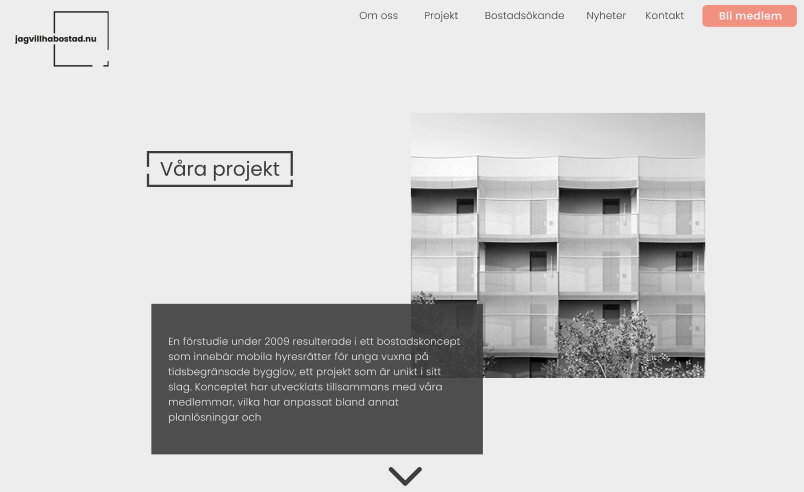 Om oss Projekt Bostadsökande Nyheter Kontakt Bli medlem
jagvillhabostad.nu
Våra projekt
En förstudie under 2009 resulterade i ett bostadskoncept
som innebär mobila hyresrätter för unga vuxna på
tidsbegränsade bygglov, ett projekt som är unikt i sitt
slag. Konceptet har utvecklats tillsammans med våra
medlemmar, vilka har anpassat bland annat
planlösningar och